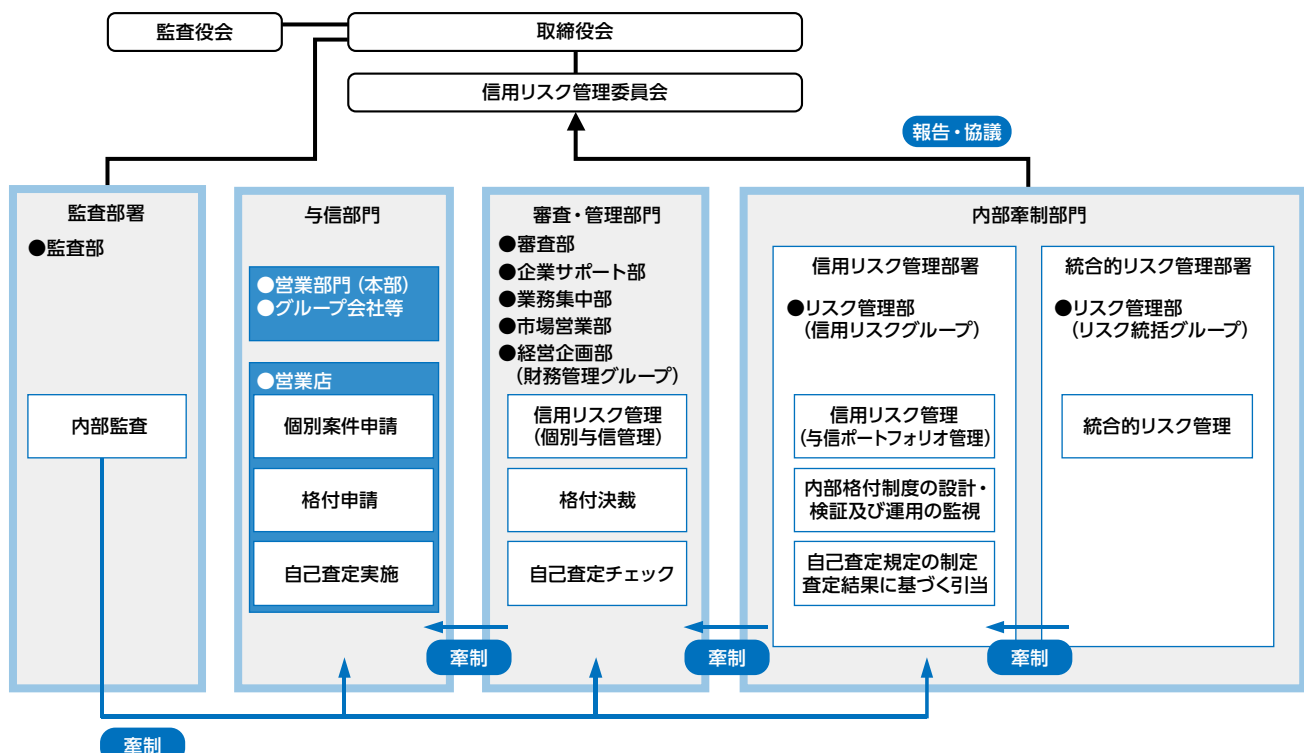 監査役会
取締役会
信用リスク管理委員会
報告・協議
監査部署
●監査部
内部監査
与信部門
●営業部門（本部）
●グループ会社等
●営業店
個別案件申請
格付申請
自己査定実施
審査・管理部門
●審査部
●企業サポート部
●業務集中部
●市場営業部
●経営企画部
（財務管理グループ）
信用リスク管理
（個別与信管理）
格付決裁
自己査定チェック
内部牽制部門
信用リスク管理部署
●リスク管理部
（信用リスクグループ）
信用リスク管理
（与信ポートフォリオ管理）
内部格付制度の設計・
検証及び運用の監視
自己査定規定の制定
査定結果に基づく引当
統合的リスク管理部署
●リスク管理部
（リスク統括グループ）
統合的リスク管理
牽制
牽制
牽制
牽制